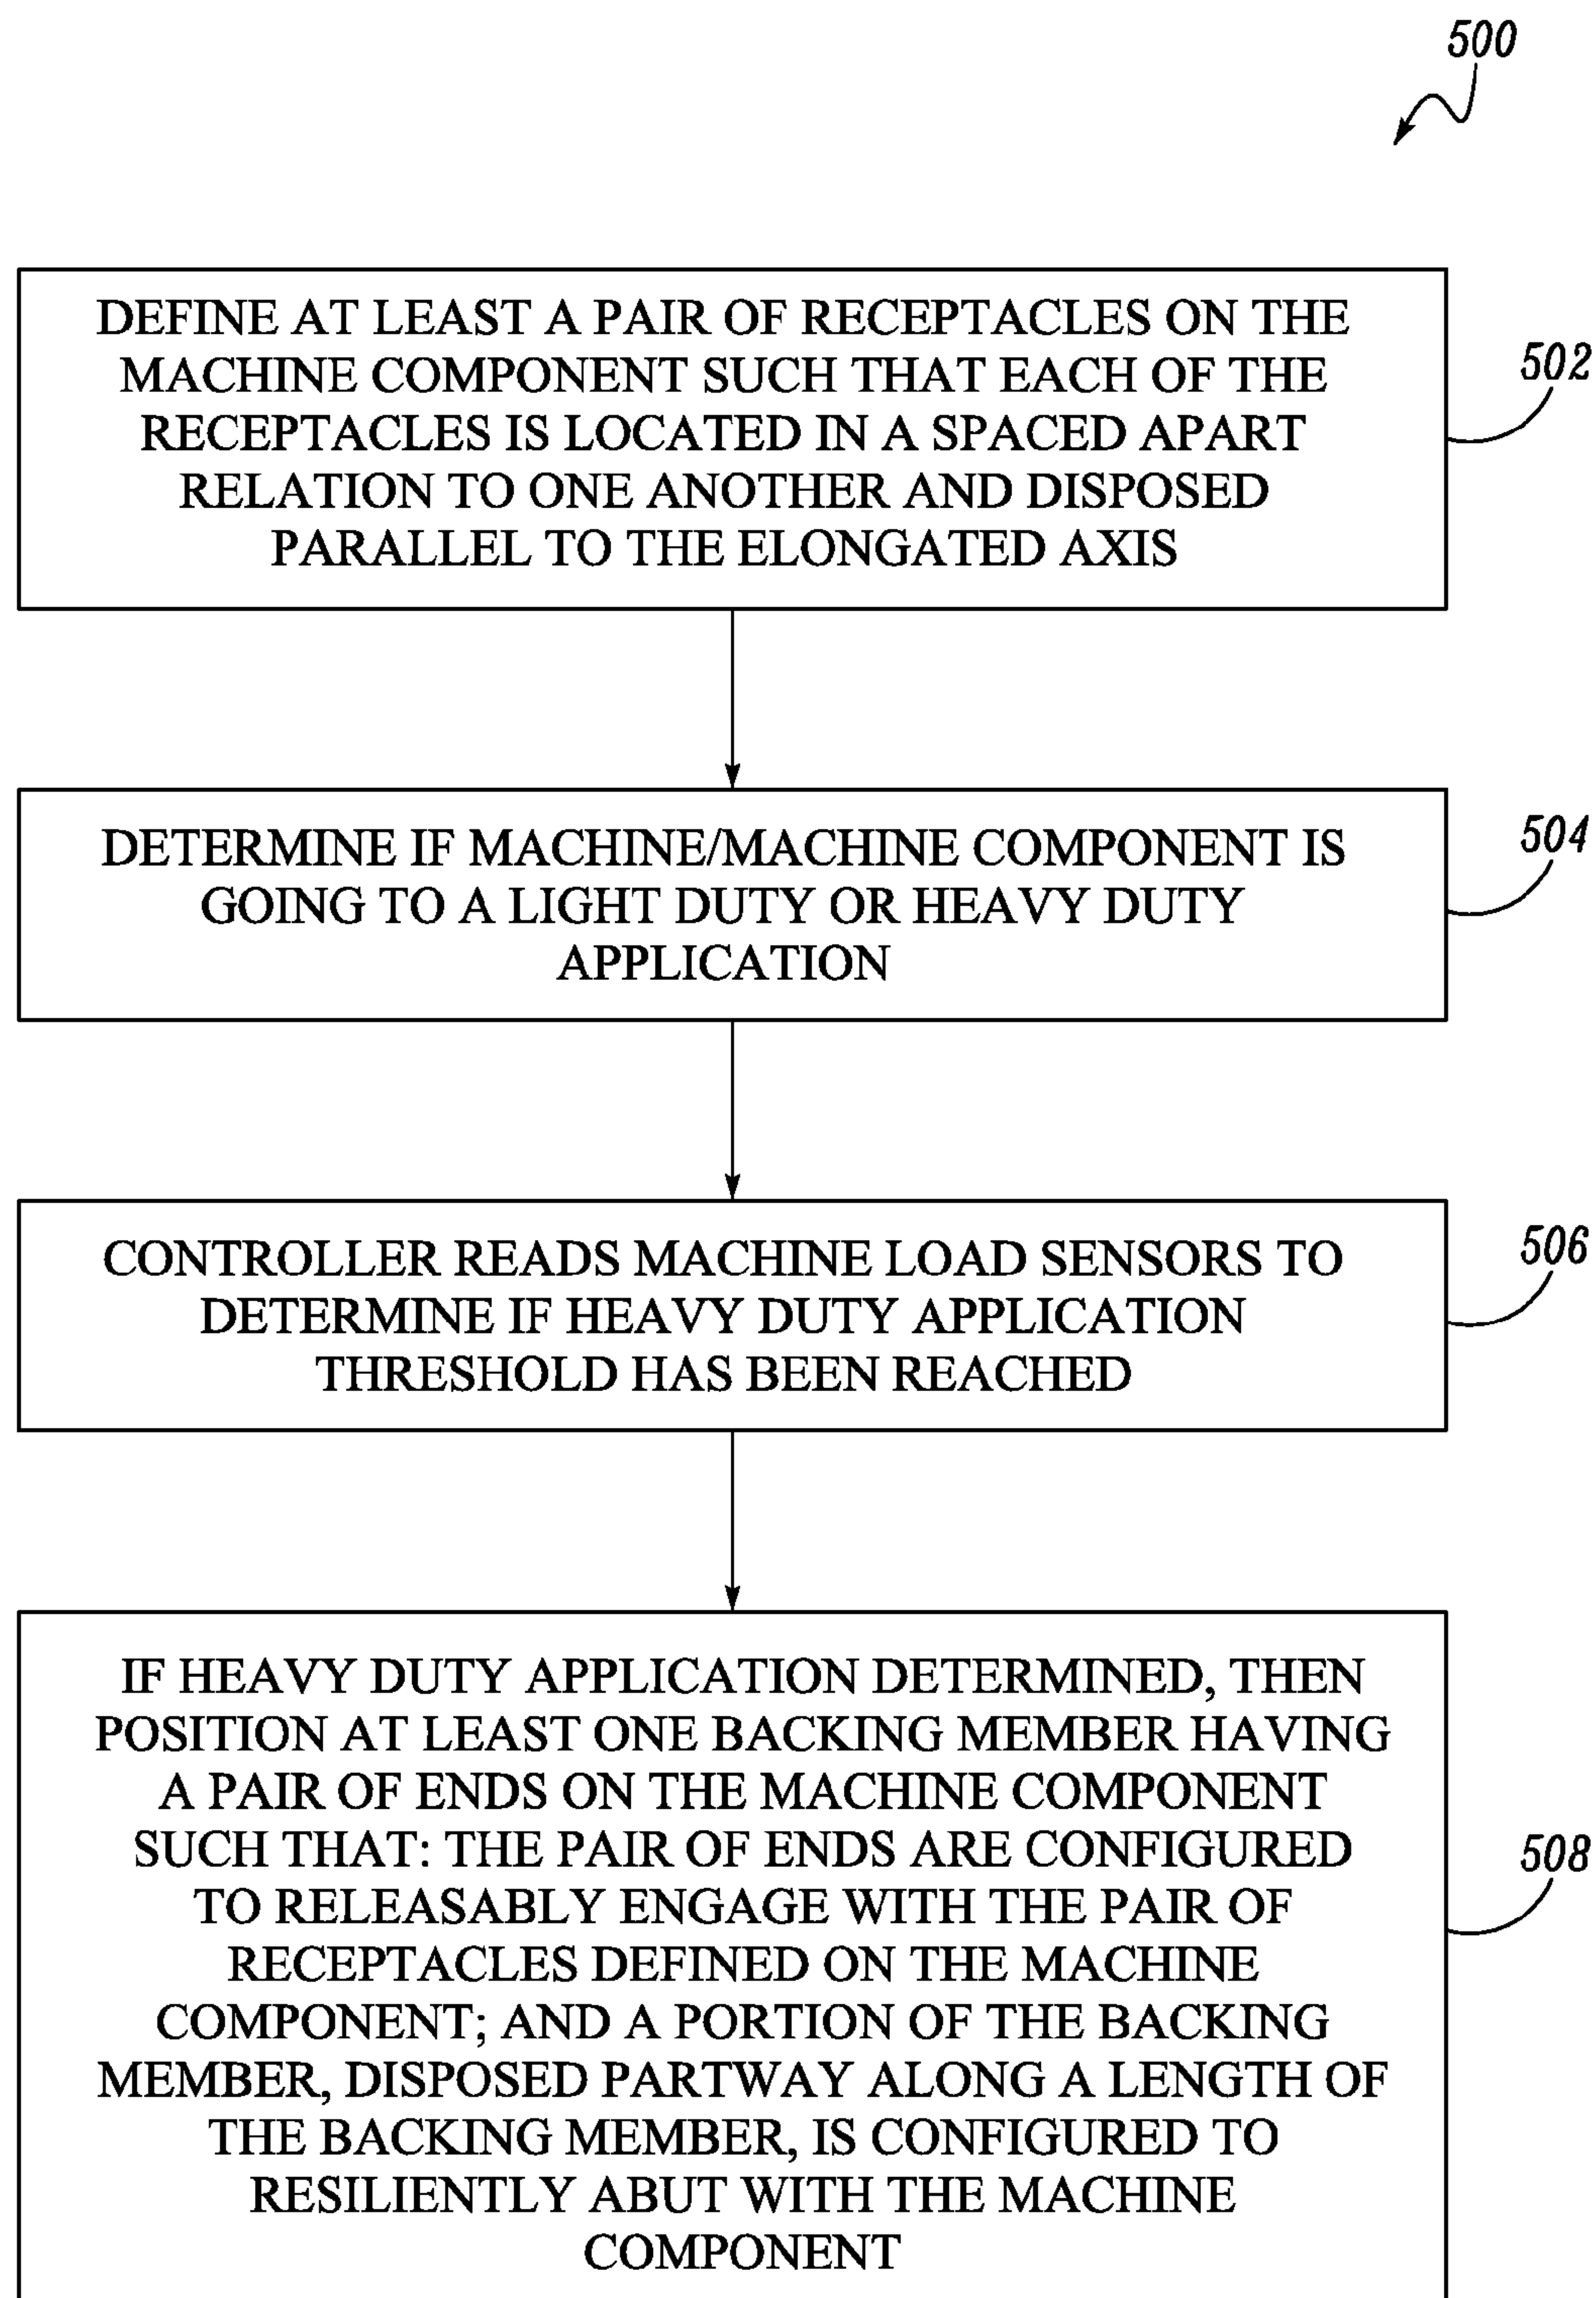 500
DEFINE AT LEAST A PAIR OF RECEPTACLES ON THE
MACHINE COMPONENT SUCH THAT EACH OF THE
RECEPTACLES IS LOCATED IN A SPACED APART
RELATION TO ONE ANOTHER AND DISPOSED
PARALLEL TO THE ELONGATED AXIS
502
DETERMINE IF MACHINE/MACHINE COMPONENT IS
GOING TO A LIGHT DUTY OR HEAVY DUTY
APPLICATION
504
CONTROLLER READS MACHINE LOAD SENSORS TO
DETERMINE IF HEAVY DUTY APPLICATION
THRESHOLD HAS BEEN REACHED
506
IF HEAVY DUTY APPLICATION DETERMINED, THEN
POSITION AT LEAST ONE BACKING MEMBER HAVING
A PAIR OF ENDS ON THE MACHINE COMPONENT
SUCH THAT: THE PAIR OF ENDS ARE CONFIGURED
TO RELEASABLY ENGAGE WITH THE PAIR OF
RECEPTACLES DEFINED ON THE MACHINE
COMPONENT; AND A PORTION OF THE BACKING
MEMBER, DISPOSED PARTWAY ALONG A LENGTH OF
THE BACKING MEMBER, IS CONFIGURED TO
RESILIENTLY ABUT WITH THE MACHINE
COMPONENT
508